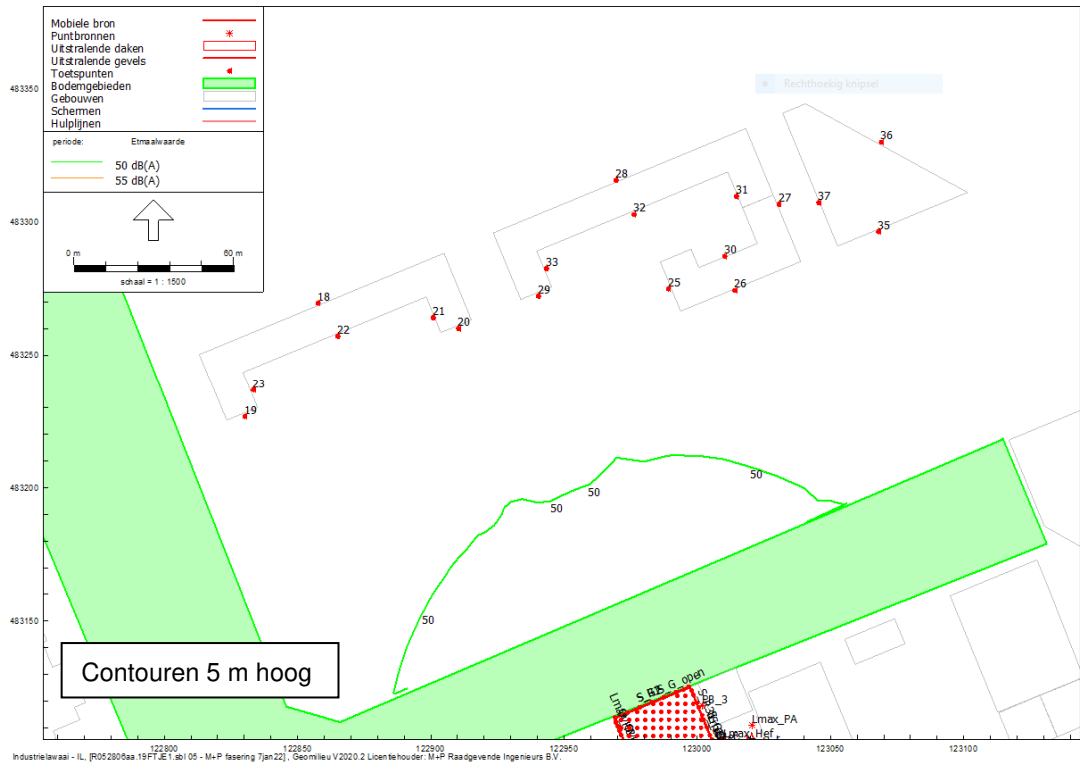 Mobiele bron
Puntbronnen
Uitstralende daken
Uitstralende gevels
Toetspunten
Bodemgebieden
Gebouwen
Schermen
Hulplijnen
periode: Etmaalwaarde
50 dB(A)
55 dB(A)
0 m 60 m
schaal = 1 : 1500
Rechthoekig knipsel
483350
483300
483250
483200
483150
36
28
31
32
27
37
35
30
33
25
26
29
18
21
22
20
23
19
50
50
50
50
Contouren 5 m hoog
G_open
Lmax_PA
122800 122850 122900 122950 123000 123050 123100
Industrielawaai - IL, [R052806aa.19FTJE1.sbl 05 - M+P fasering 7jan22] , Geomilieu V2020.2 Licentiehouder: M+P Raadgevende Ingenieurs B.V.